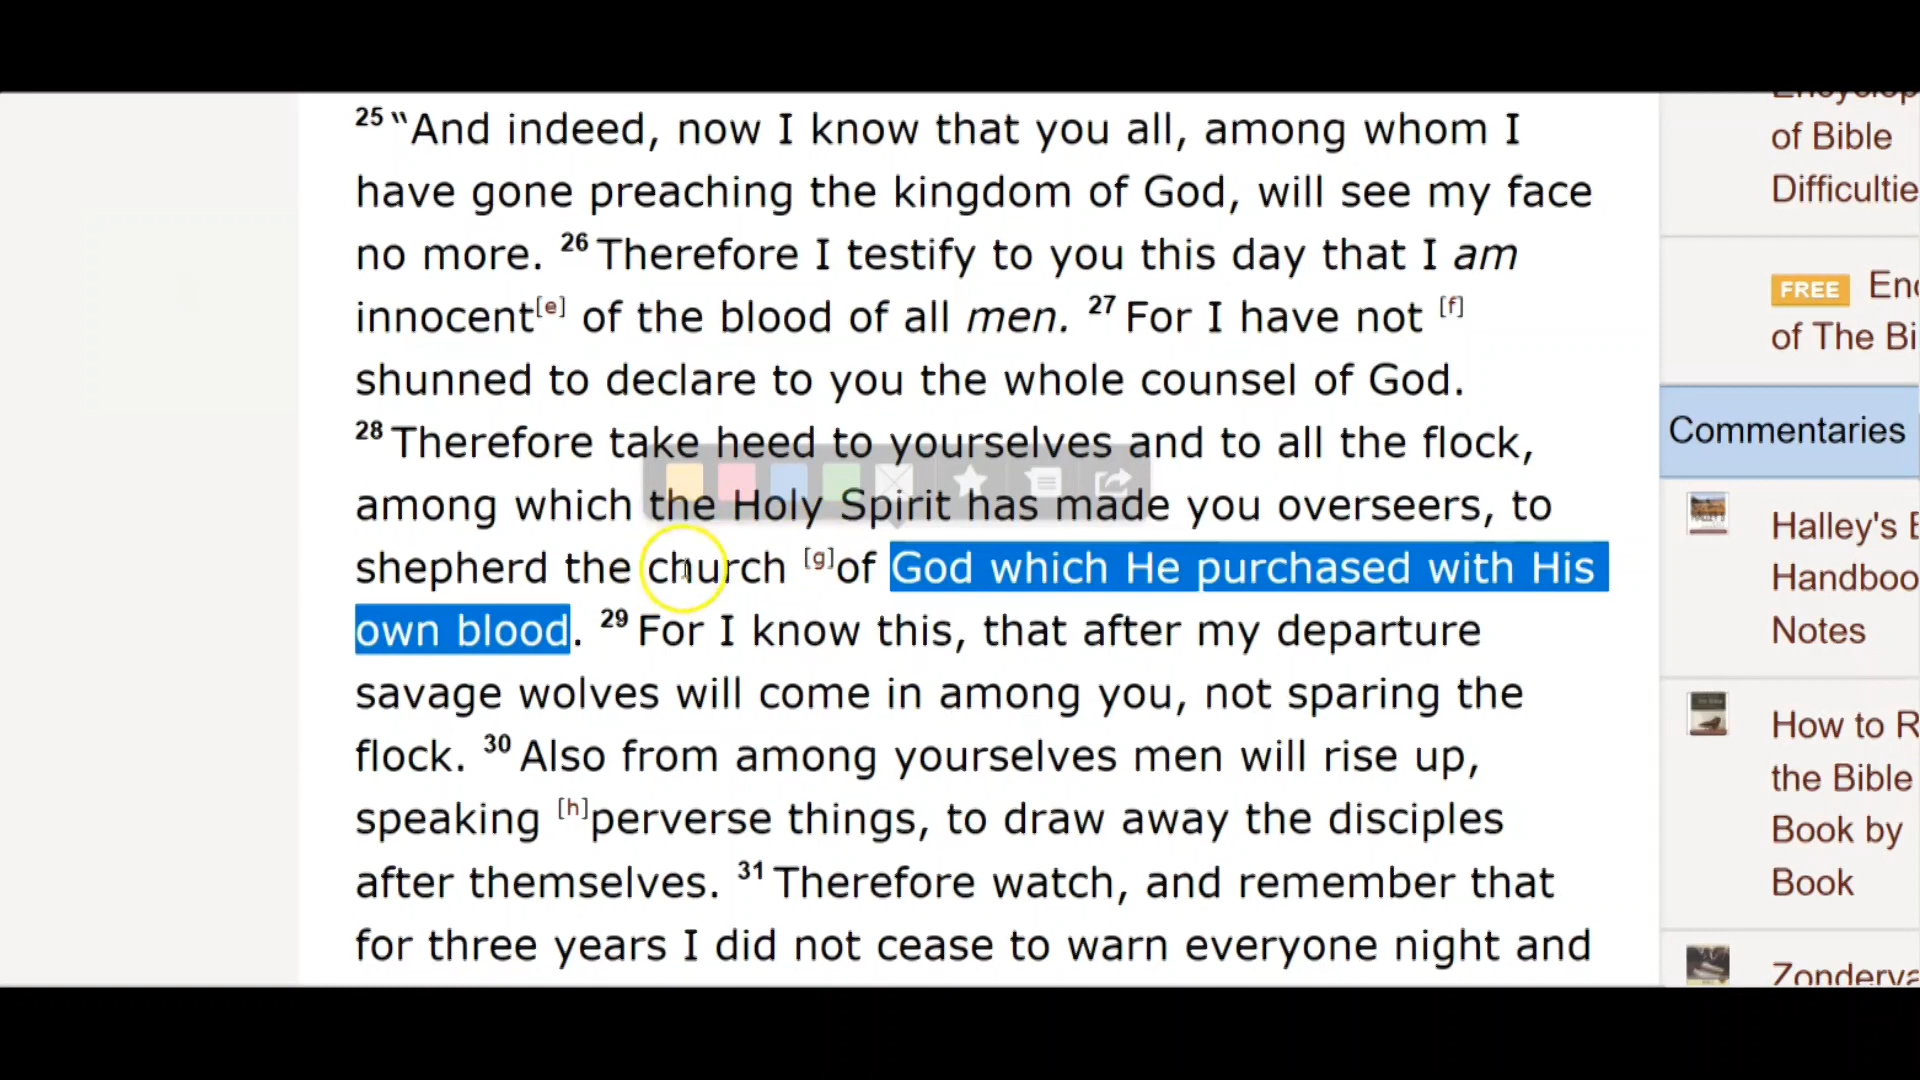 25 “And indeed, now I know that you all, among whom I
have gone preaching the kingdom of God, will see my face
no more. 26 Therefore I testify to you this day that I am
innocent[e] of the blood of all men. 27 For I have not [f]
shunned to declare to you the whole counsel of God.
28 Therefore take heed to yourselves and to all the flock,
among which the Holy Spirit has made you overseers, to
shepherd the church [g]of God which He purchased with His
own blood. 29 For I know this, that after my departure
savage wolves will come in among you, not sparing the
flock. 30 Also from among yourselves men will rise up,
speaking [h]perverse things, to draw away the disciples
after themselves. 31 Therefore watch, and remember that
for three years I did not cease to warn everyone night and
of Bible
Difficultie
FREE Enc
of The Bi
Commentaries
Halley's
Handboo
Notes
How to R
the Bible
Book by
Book
Zonderva